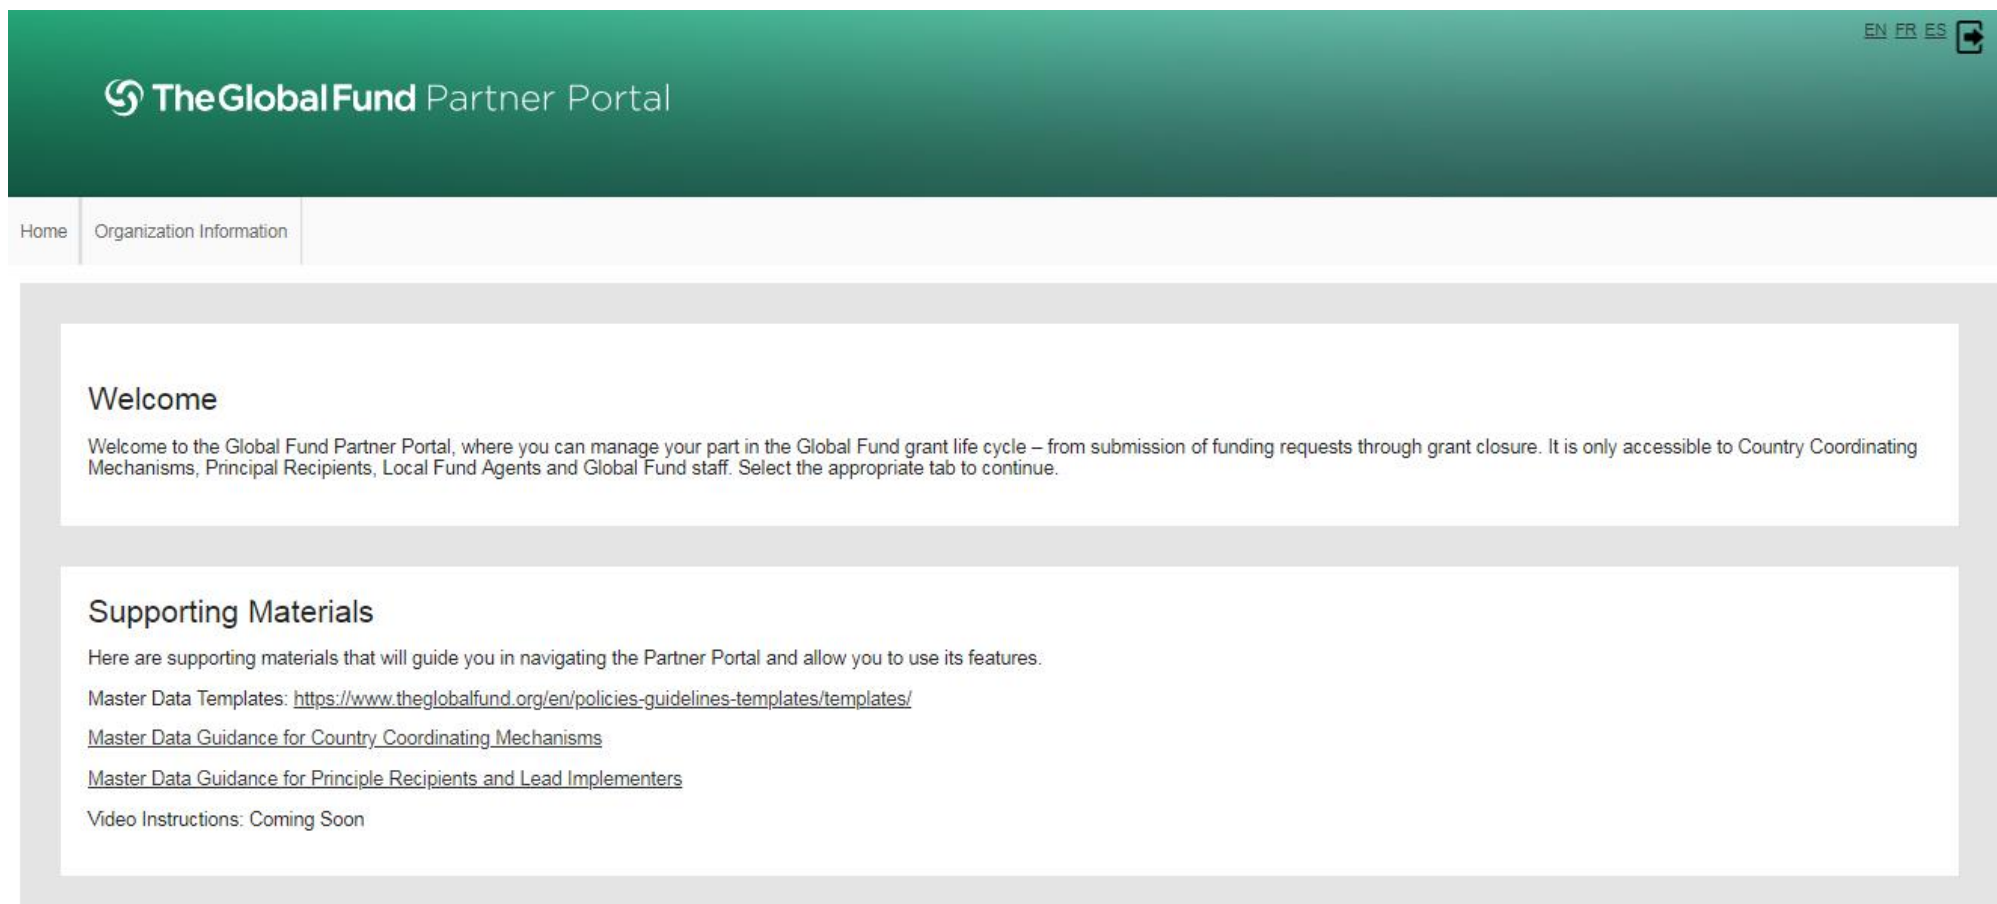 EN FR ES
The Global Fund Partner Portal
Home Organization Information
Welcome
Welcome to the Global Fund Partner Portal, where you can manage your part in the Global Fund grant life cycle – from submission of funding requests through grant closure. It is only accessible to Country Coordinating
Mechanisms, Principal Recipients, Local Fund Agents and Global Fund staff. Select the appropriate tab to continue.
Supporting Materials
Here are supporting materials that will guide you in navigating the Partner Portal and allow you to use its features.
Master Data Templates: https://www.theglobalfund.org/en/policies-guidelines-templates/templates/
Master Data Guidance for Country Coordinating Mechanisms
Master Data Guidance for Principle Recipients and Lead Implementers
Video Instructions: Coming Soon